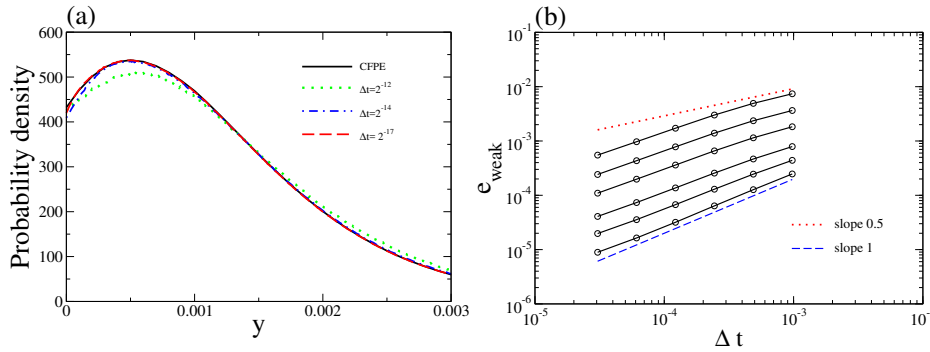 (a)
(b)
Probability density
600
500
400
300
200
100
0
0
0.001
0.002
0.003
y
CFPE
Δt=2⁻¹²
Δt=2⁻¹⁴
Δt= 2⁻¹⁷
e_weak
10⁻¹
10⁻²
10⁻³
10⁻⁴
10⁻⁵
10⁻⁶
10⁻⁵
10⁻⁴
10⁻³
Δ t
slope 0.5
slope 1